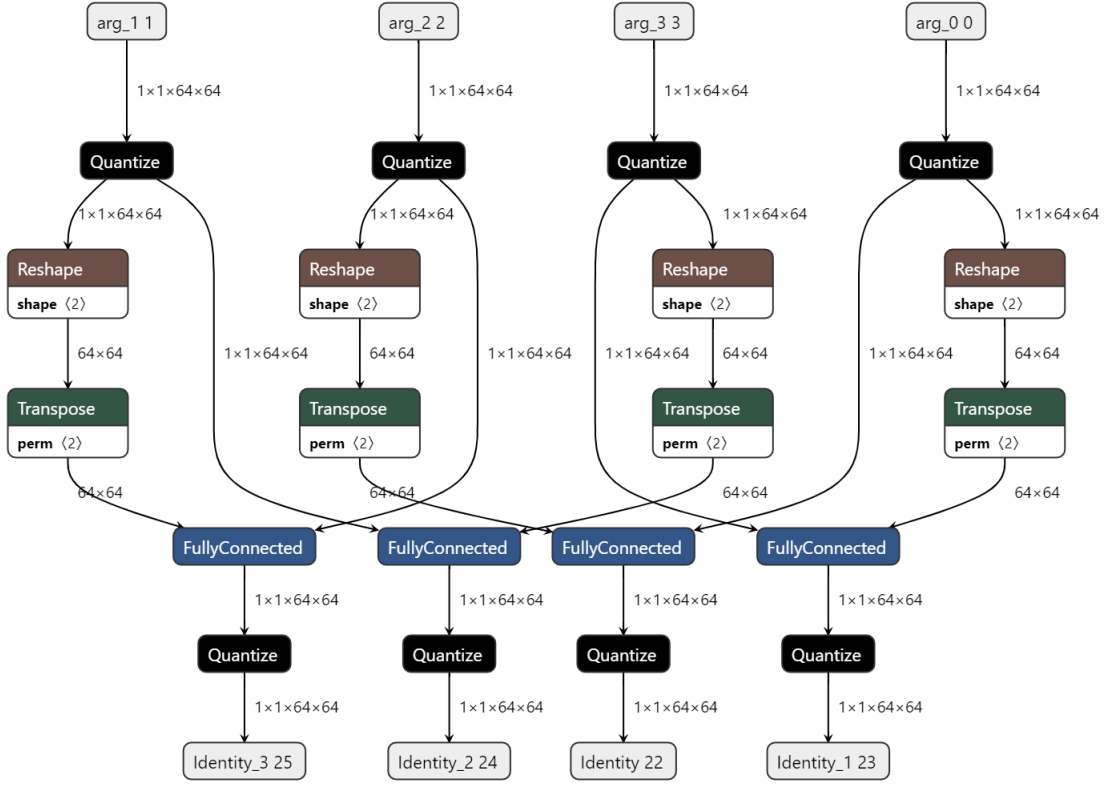 arg_1 1
arg_2 2
arg_3 3
arg_0 0
1×1×64×64
1×1×64×64
1×1×64×64
1×1×64×64
Quantize
Quantize
Quantize
Quantize
1×1×64×64
1×1×64×64
1×1×64×64
1×1×64×64
Reshape
shape 〈2〉
Reshape
shape 〈2〉
Reshape
shape 〈2〉
Reshape
shape 〈2〉
64×64
1×1×64×64
64×64
1×1×64×64
1×1×64×64
64×64
1×1×64×64
64×64
Transpose
perm 〈2〉
Transpose
perm 〈2〉
Transpose
perm 〈2〉
Transpose
perm 〈2〉
64×64
64×64
64×64
64×64
FullyConnected
FullyConnected
FullyConnected
FullyConnected
1×1×64×64
1×1×64×64
1×1×64×64
1×1×64×64
Quantize
Quantize
Quantize
Quantize
1×1×64×64
1×1×64×64
1×1×64×64
1×1×64×64
Identity_3 25
Identity_2 24
Identity 22
Identity_1 23